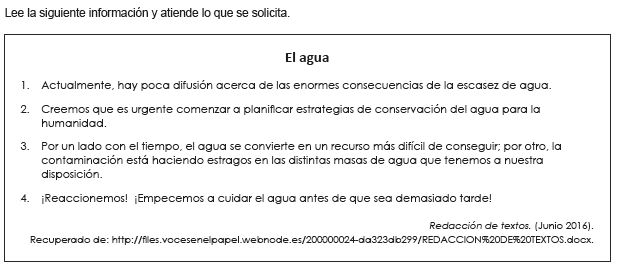 Lee la siguiente información y atiende lo que se solicita.
El agua
1. Actualmente, hay poca difusión acerca de las enormes consecuencias de la escasez de agua.
2. Creemos que es urgente comenzar a planificar estrategias de conservación del agua para la
humanidad.
3. Por un lado con el tiempo, el agua se convierte en un recurso más difícil de conseguir; por otro, la
contaminación está haciendo estragos en las distintas masas de agua que tenemos a nuestra
disposición.
4. ¡Reaccionemos! ¡Empecemos a cuidar el agua antes de que sea demasiado tarde!
Redacción de textos. (Junio 2016).
Recuperado de: http://files.vocesenelpapel.webnode.es/200000024-da323db299/REDACCION%20DE%20TEXTOS.docx.